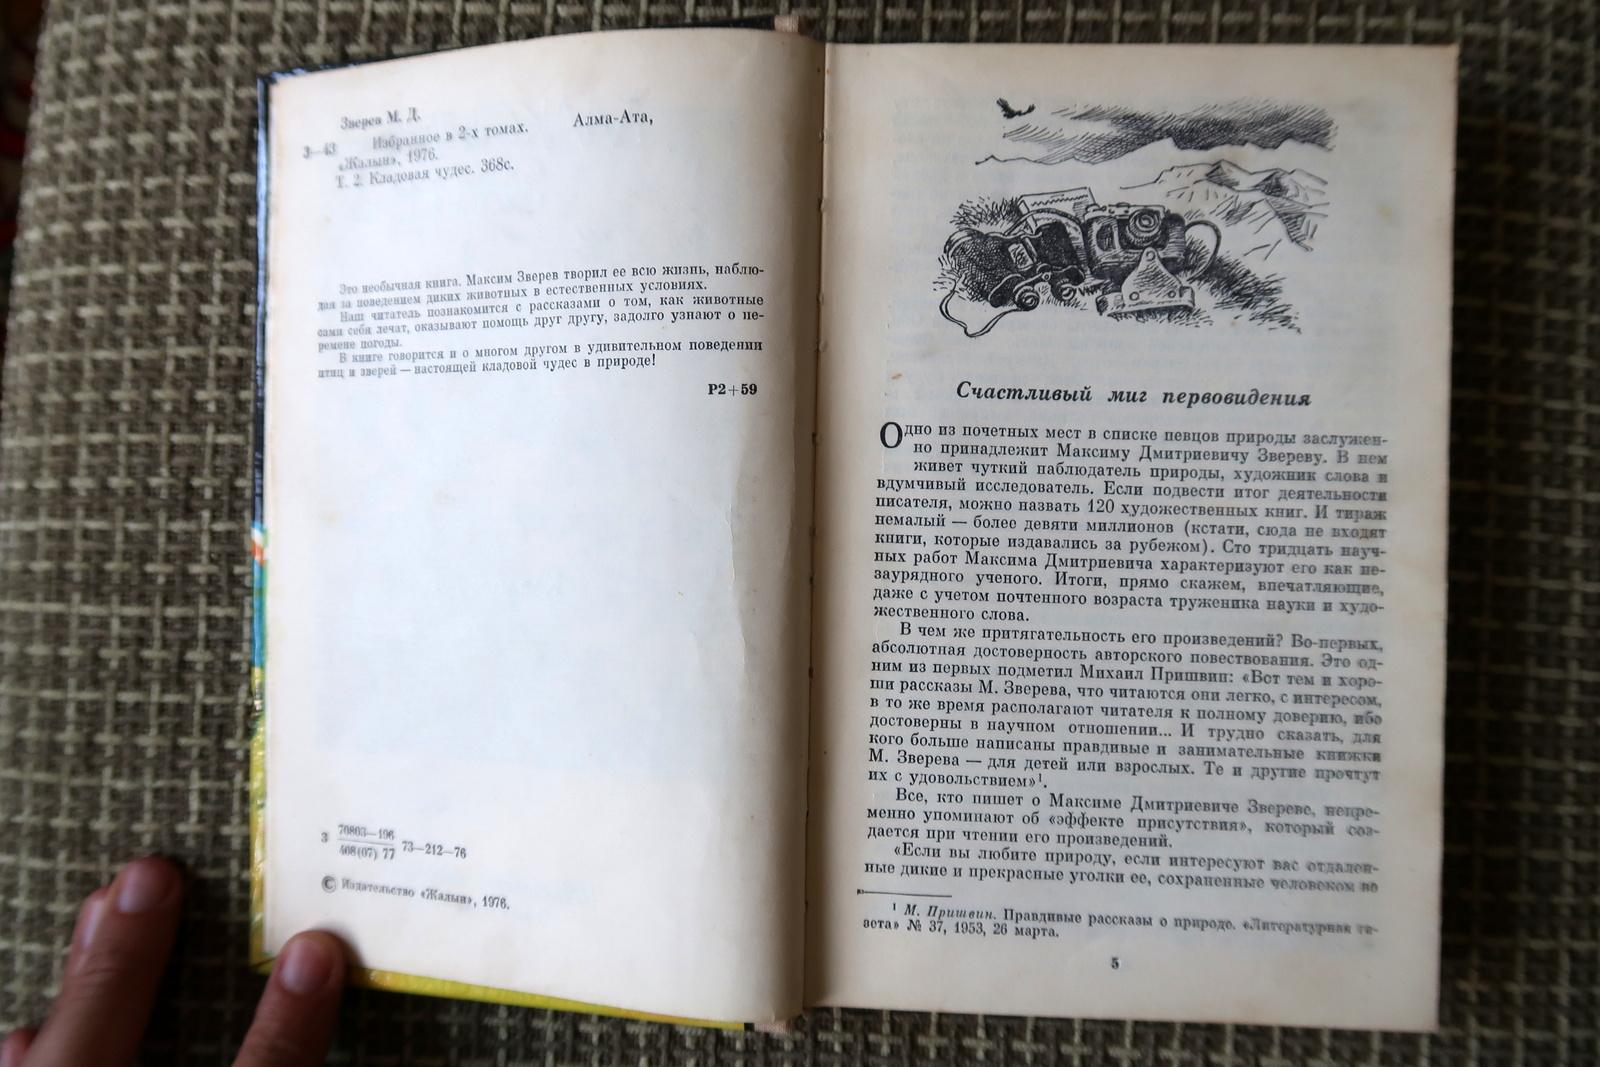 Зверев М. Д.
З—43 Избранное в 2-х томах. Алма-Ата,
«Жалын», 1976.
Т. 2. Кладовая чудес. 368с.
Это необычная книга. Максим Зверев творил ее всю жизнь, наблю-
дая за поведением диких животных в естественных условиях.
Наш читатель познакомится с рассказами о том, как животные
сами себя лечат, оказывают помощь друг другу, задолго узнают о пе-
ремене погоды.
В книге говорится и о многом другом в удивительном поведении
птиц и зверей — настоящей кладовой чудес в природе!
Р2+59
З 70803—196
408(07) 77 73—212—76
© Издательство «Жалын», 1976.
Счастливый миг первовидения
Одно из почетных мест в списке певцов природы заслужен-
но принадлежит Максиму Дмитриевичу Звереву. В нем
живет чуткий наблюдатель природы, художник слова и
вдумчивый исследователь. Если подвести итог деятельности
писателя, можно назвать 120 художественных книг. И тираж
немалый — более девяти миллионов (кстати, сюда не входят
книги, которые издавались за рубежом). Сто тридцать науч-
ных работ Максима Дмитриевича характеризуют его как не-
заурядного ученого. Итоги, прямо скажем, впечатляющие,
даже с учетом почтенного возраста труженика науки и худо-
жественного слова.
В чем же притягательность его произведений? Во-первых,
абсолютная достоверность авторского повествования. Это од-
ним из первых подметил Михаил Пришвин: «Вот тем и хоро-
ши рассказы М. Зверева, что читаются они легко, с интересом,
в то же время располагают читателя к полному доверию, ибо
достоверны в научном отношении... И трудно сказать, для
кого больше написаны правдивые и занимательные книжки
М. Зверева — для детей или взрослых. Те и другие прочтут
их с удовольствием»¹.
Все, кто пишет о Максиме Дмитриевиче Звереве, непре-
менно упоминают об «эффекте присутствия», который соз-
дается при чтении его произведений.
«Если вы любите природу, если интересуют вас отдален-
ные дикие и прекрасные уголки ее, сохраненные человеком во
¹ М. Пришвин. Правдивые рассказы о природе. «Литературная га-
зета» № 37, 1953, 26 марта.
5